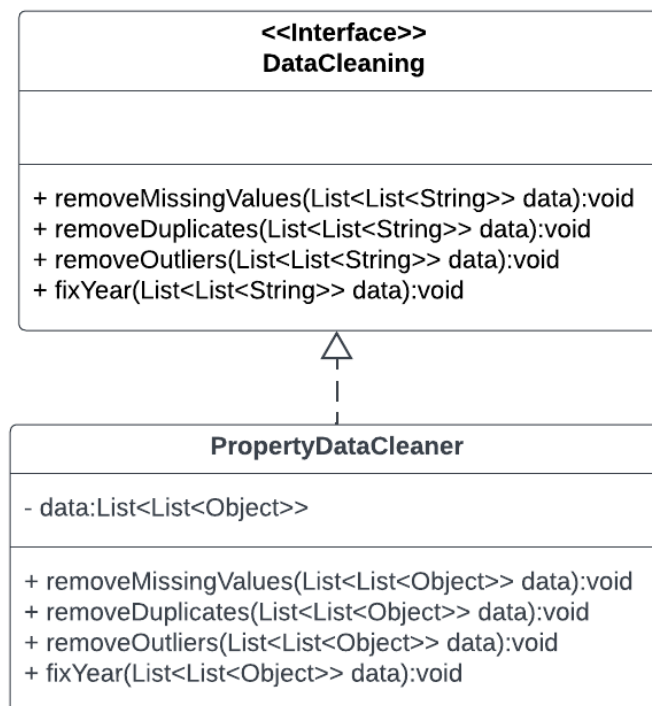 <<Interface>>
DataCleaning
+ removeMissingValues(List<List<String>> data):void
+ removeDuplicates(List<List<String>> data):void
+ removeOutliers(List<List<String>> data):void
+ fixYear(List<List<String>> data):void
PropertyDataCleaner
- data:List<List<Object>>
+ removeMissingValues(List<List<Object>> data):void
+ removeDuplicates(List<List<Object>> data):void
+ removeOutliers(List<List<Object>> data):void
+ fixYear(List<List<Object>> data):void